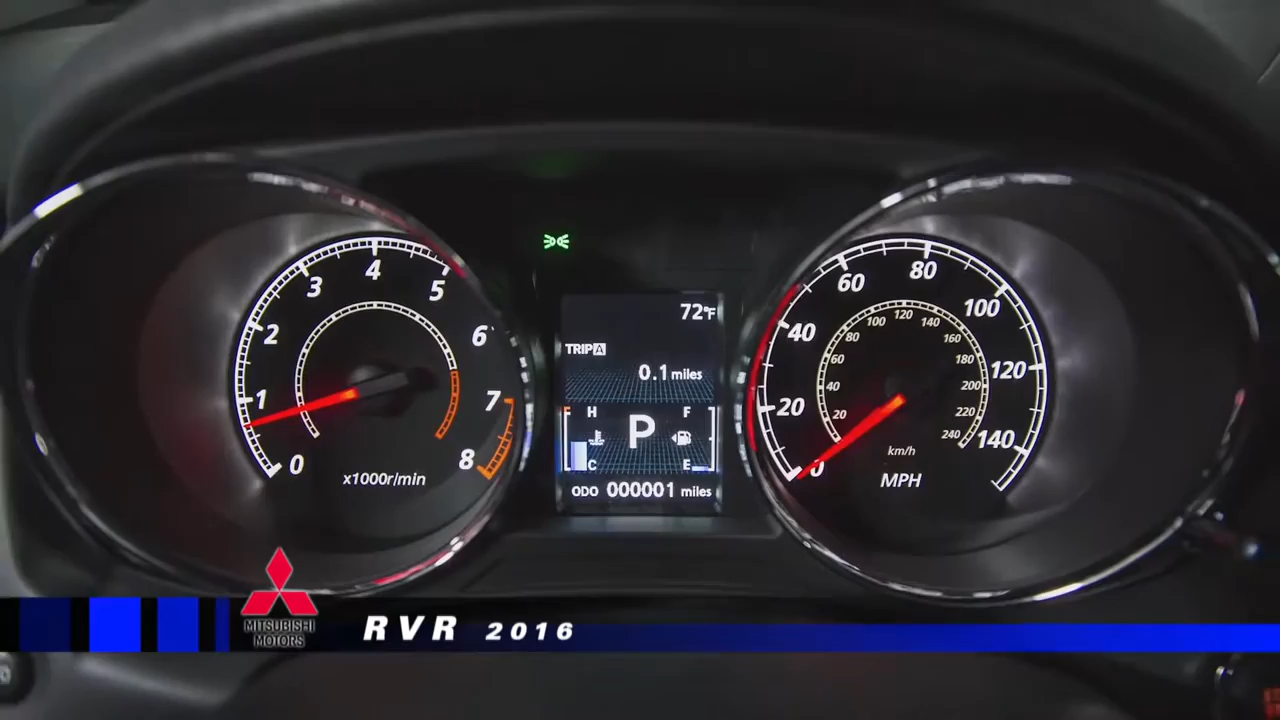 0
1
2
3
4
5
6
7
8
x1000r/min
72°F
TRIP A
0.1 miles
H F
P
C E
ODO 000001 miles
0
20
40
60
80
100
120
140
20
40
60
80
100
120
140
160
180
200
220
240
km/h
MPH
MITSUBISHI
MOTORS
RVR 2016